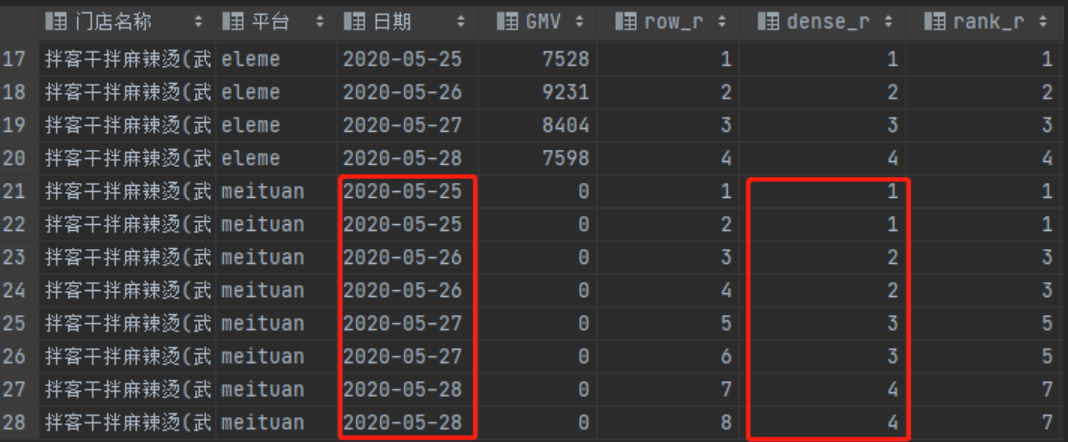 门店名称 平台 日期 GMV row_r dense_r rank_r
17 拌客干拌麻辣烫(武 eleme 2020-05-25 7528 1 1 1
18 拌客干拌麻辣烫(武 eleme 2020-05-26 9231 2 2 2
19 拌客干拌麻辣烫(武 eleme 2020-05-27 8404 3 3 3
20 拌客干拌麻辣烫(武 eleme 2020-05-28 7598 4 4 4
21 拌客干拌麻辣烫(武 meituan 2020-05-25 0 1 1 1
22 拌客干拌麻辣烫(武 meituan 2020-05-25 0 2 1 1
23 拌客干拌麻辣烫(武 meituan 2020-05-26 0 3 2 3
24 拌客干拌麻辣烫(武 meituan 2020-05-26 0 4 2 3
25 拌客干拌麻辣烫(武 meituan 2020-05-27 0 5 3 5
26 拌客干拌麻辣烫(武 meituan 2020-05-27 0 6 3 5
27 拌客干拌麻辣烫(武 meituan 2020-05-28 0 7 4 7
28 拌客干拌麻辣烫(武 meituan 2020-05-28 0 8 4 7